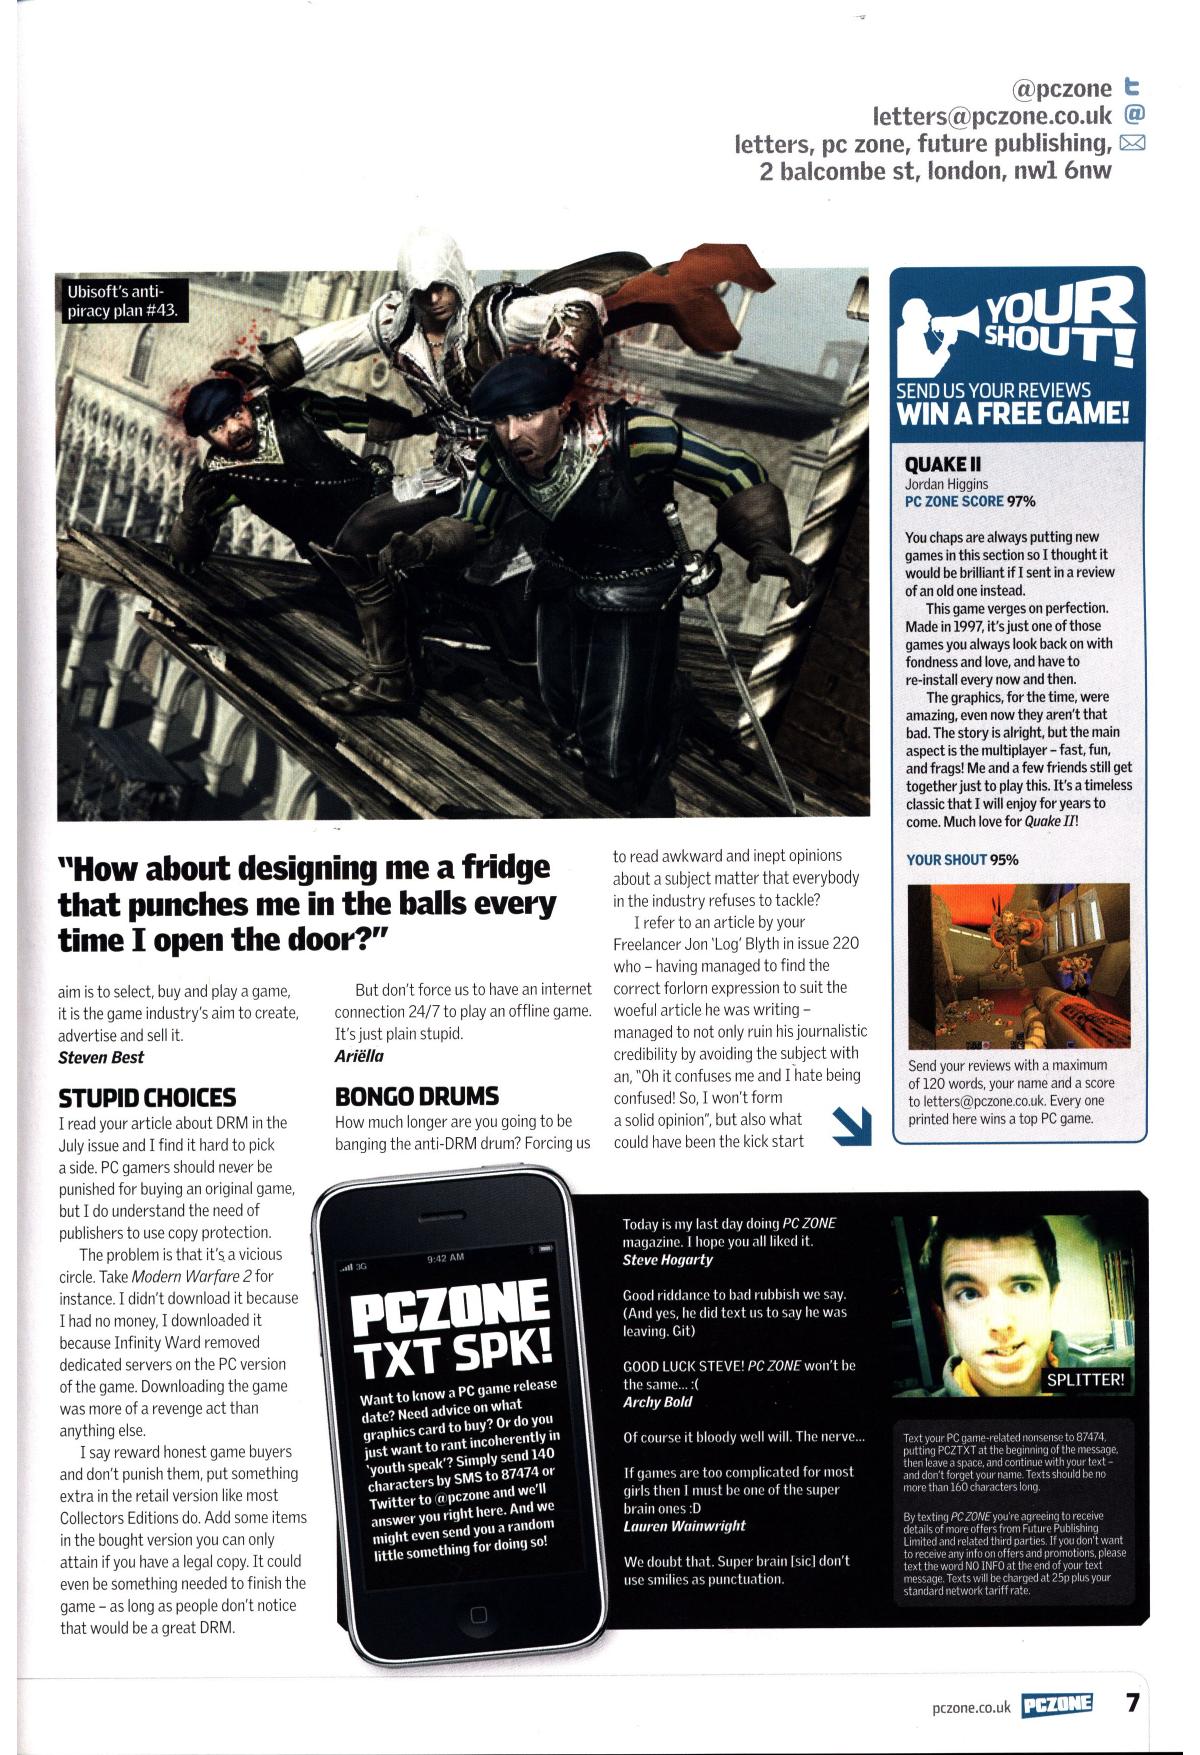 @pczone
letters@pczone.co.uk @
letters, pc zone, future publishing,
2 balcombe st, london, nw1 6nw
Ubisoft's anti-
piracy plan #43.
"How about designing me a fridge
that punches me in the balls every
time I open the door?"
aim is to select, buy and play a game,
it is the game industry's aim to create,
advertise and sell it.
Steven Best
STUPID CHOICES
I read your article about DRM in the
July issue and I find it hard to pick
a side. PC gamers should never be
punished for buying an original game,
but I do understand the need of
publishers to use copy protection.
The problem is that it's a vicious
circle. Take Modern Warfare 2 for
instance. I didn't download it because
I had no money, I downloaded it
because Infinity Ward removed
dedicated servers on the PC version
of the game. Downloading the game
was more of a revenge act than
anything else.
I say reward honest game buyers
and don't punish them, put something
extra in the retail version like most
Collectors Editions do. Add some items
in the bought version you can only
attain if you have a legal copy. It could
even be something needed to finish the
game – as long as people don't notice
that would be a great DRM.
But don't force us to have an internet
connection 24/7 to play an offline game.
It's just plain stupid.
Ariëlla
BONGO DRUMS
How much longer are you going to be
banging the anti-DRM drum? Forcing us
to read awkward and inept opinions
about a subject matter that everybody
in the industry refuses to tackle?
I refer to an article by your
Freelancer Jon 'Log' Blyth in issue 220
who – having managed to find the
correct forlorn expression to suit the
woeful article he was writing –
managed to not only ruin his journalistic
credibility by avoiding the subject with
an, "Oh it confuses me and I hate being
confused! So, I won't form
a solid opinion", but also what
could have been the kick start
YOUR
SHOUT!
SEND US YOUR REVIEWS
WIN A FREE GAME!
QUAKE II
Jordan Higgins
PC ZONE SCORE 97%
You chaps are always putting new
games in this section so I thought it
would be brilliant if I sent in a review
of an old one instead.
This game verges on perfection.
Made in 1997, it's just one of those
games you always look back on with
fondness and love, and have to
re-install every now and then.
The graphics, for the time, were
amazing, even now they aren't that
bad. The story is alright, but the main
aspect is the multiplayer – fast, fun,
and frags! Me and a few friends still get
together just to play this. It's a timeless
classic that I will enjoy for years to
come. Much love for Quake II!
YOUR SHOUT 95%
Send your reviews with a maximum
of 120 words, your name and a score
to letters@pczone.co.uk. Every one
printed here wins a top PC game.
3G 9:42 AM
PCZONE
TXT SPK!
Want to know a PC game release
date? Need advice on what
graphics card to buy? Or do you
just want to rant incoherently in
'youth speak'? Simply send 140
characters by SMS to 87474 or
Twitter to @pczone and we'll
answer you right here. And we
might even send you a random
little something for doing so!
Today is my last day doing PC ZONE
magazine. I hope you all liked it.
Steve Hogarty
Good riddance to bad rubbish we say.
(And yes, he did text us to say he was
leaving. Git)
GOOD LUCK STEVE! PC ZONE won't be
the same... :(
Archy Bold
Of course it bloody well will. The nerve...
If games are too complicated for most
girls then I must be one of the super
brain ones :D
Lauren Wainwright
We doubt that. Super brain [sic] don't
use smilies as punctuation.
SPLITTER!
Text your PC game-related nonsense to 87474,
putting PCZTXT at the beginning of the message,
then leave a space, and continue with your text –
and don't forget your name. Texts should be no
more than 160 characters long.
By texting PC ZONE you're agreeing to receive
details of more offers from Future Publishing
Limited and related third parties. If you don't want
to receive any info on offers and promotions, please
text the word NO INFO at the end of your text
message. Texts will be charged at 25p plus your
standard network tariff rate.
pczone.co.uk PCZONE 7